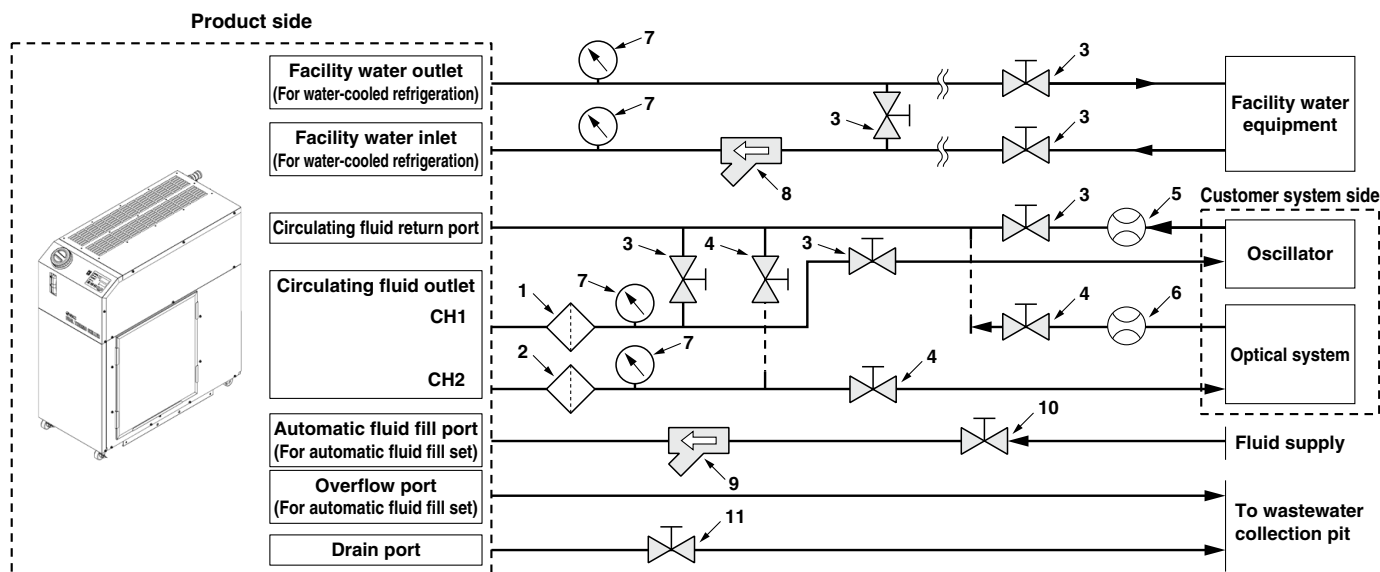 Product side
7
Facility water outlet
(For water-cooled refrigeration)
3
7
3
3
Facility water equipment
Facility water inlet
(For water-cooled refrigeration)
8
Customer system side
Circulating fluid return port
3
4
3
3
5
Oscillator
Circulating fluid outlet
CH1
1
7
4
6
CH2
2
7
4
Optical system
Automatic fluid fill port
(For automatic fluid fill set)
9
10
Fluid supply
Overflow port
(For automatic fluid fill set)
To wastewater
collection pit
Drain port
11